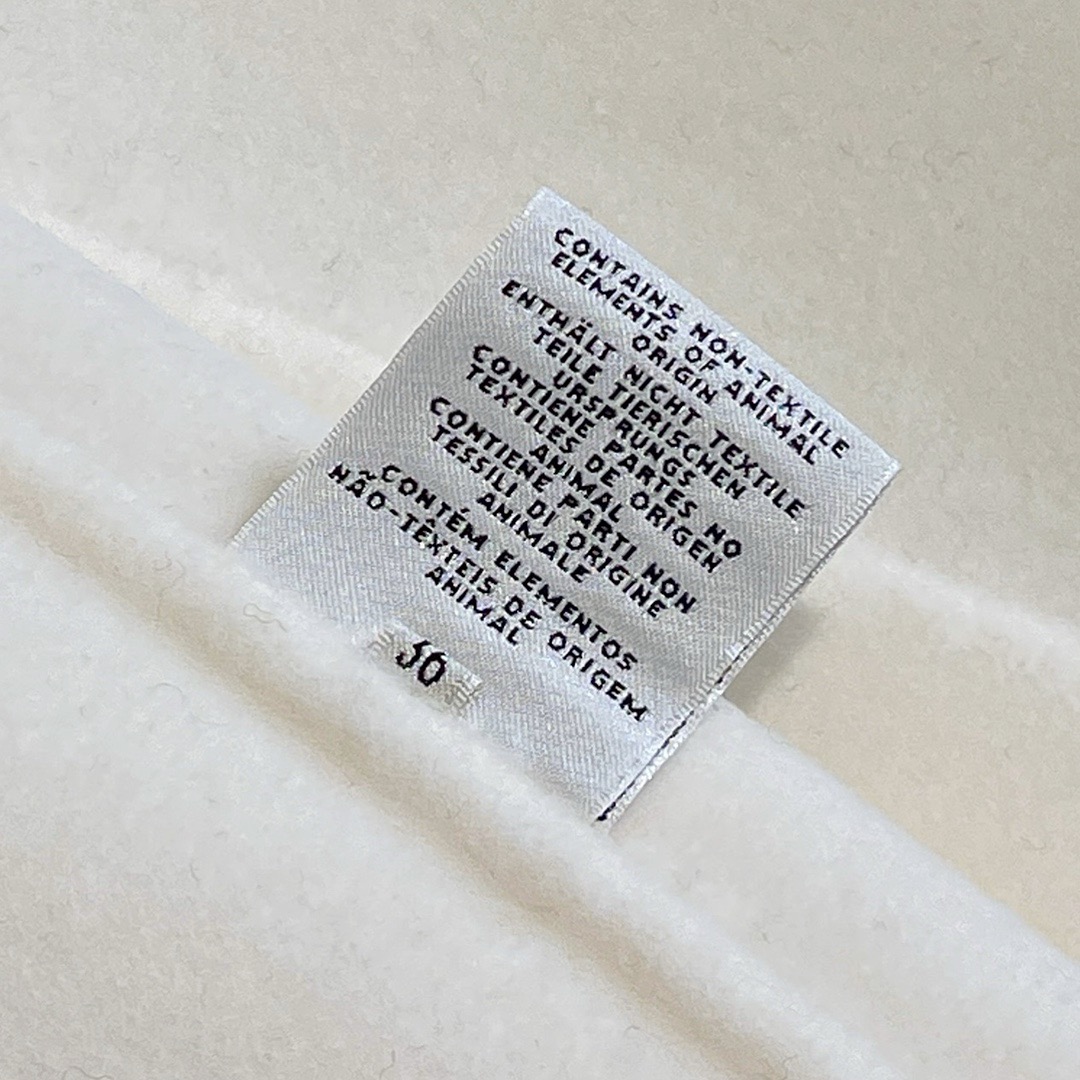 CONTAINS NON-TEXTILE
ELEMENTS OF ANIMAL
ORIGIN
ENTHÄLT NICHT TEXTILE
TEILE TIERISCHEN
URSPRUNGS
CONTIENE PARTES NO
TEXTILES DE ORIGEN
ANIMAL
CONTIENE PARTI NON
TESSILI DI ORIGINE
ANIMALE
CONTÉM ELEMENTOS
NÃO-TÊXTEIS DE ORIGEM
ANIMAL
36